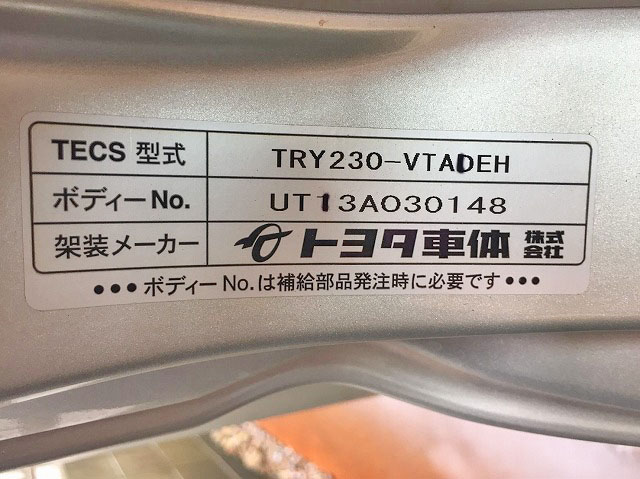 TECS 型式 TRY230-VTADEH
ボディーNo. UT13A030148
架装メーカー トヨタ車体 株式会社
●●● ボディーNo.は補給部品発注時に必要です ●●●